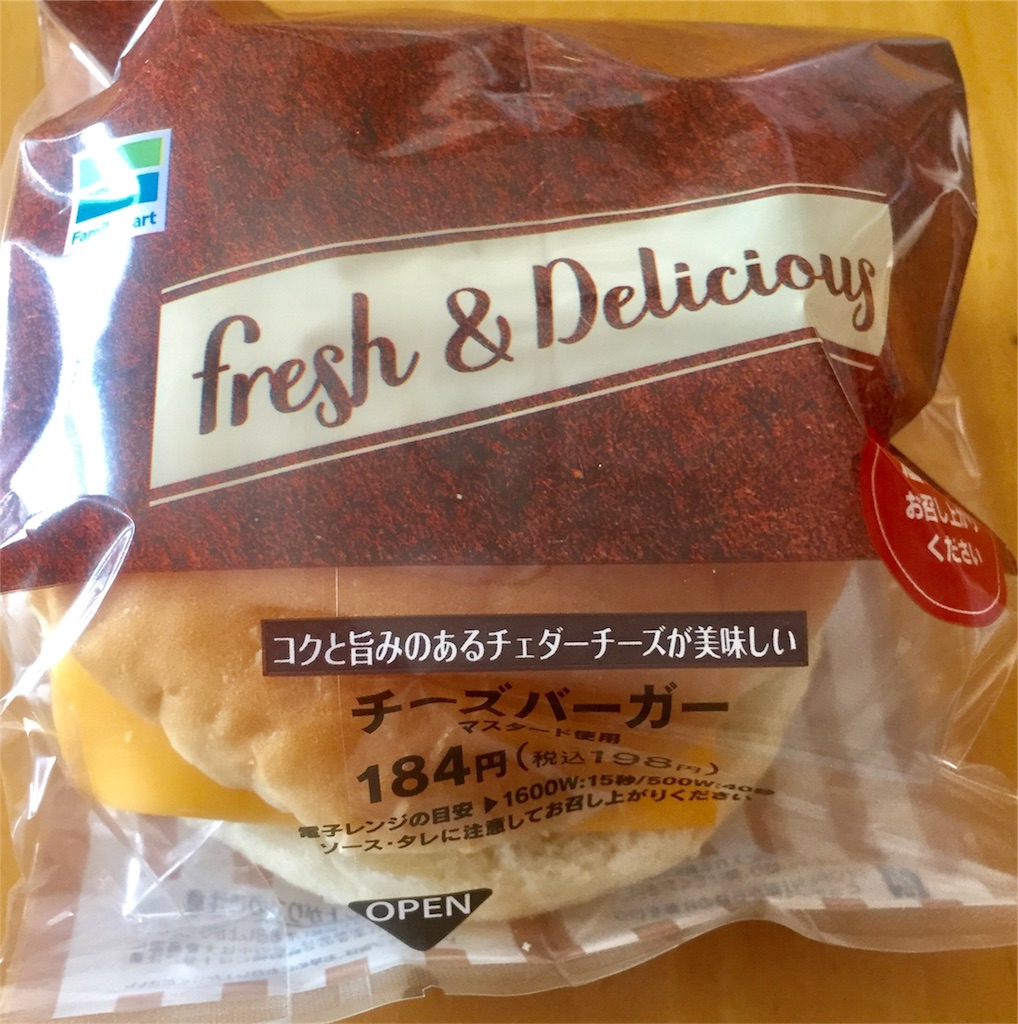 FamilyMart
fresh & Delicious
お召し上がり
ください
コクと旨みのあるチェダーチーズが美味しい
チーズバーガー
マスタード使用
184円(税込198円)
電子レンジの目安▶1600W:15秒/500W:40秒
ソース・タレに注意してお召し上がりください
OPEN